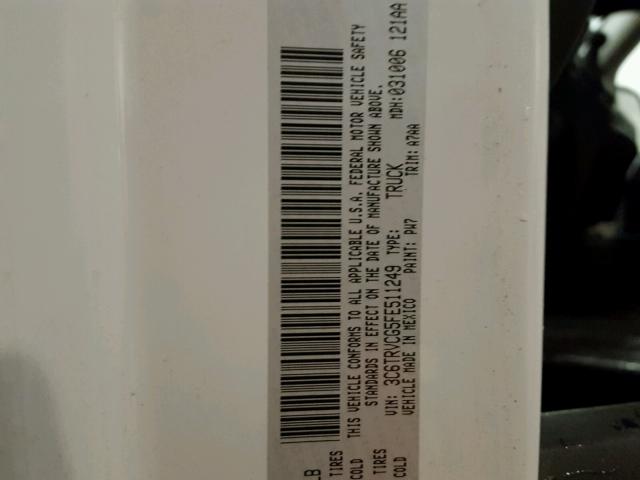 LB
TIRES
COLD
TIRES
COLD
THIS VEHICLE CONFORMS TO ALL APPLICABLE U.S.A. FEDERAL MOTOR VEHICLE SAFETY
STANDARDS IN EFFECT ON THE DATE OF MANUFACTURE SHOWN ABOVE.
VIN: 3C6TRVCG5FE511249 TYPE: TRUCK MDH:031006 121AA
VEHICLE MADE IN MEXICO PAINT: PW7 TRIM: A7AA